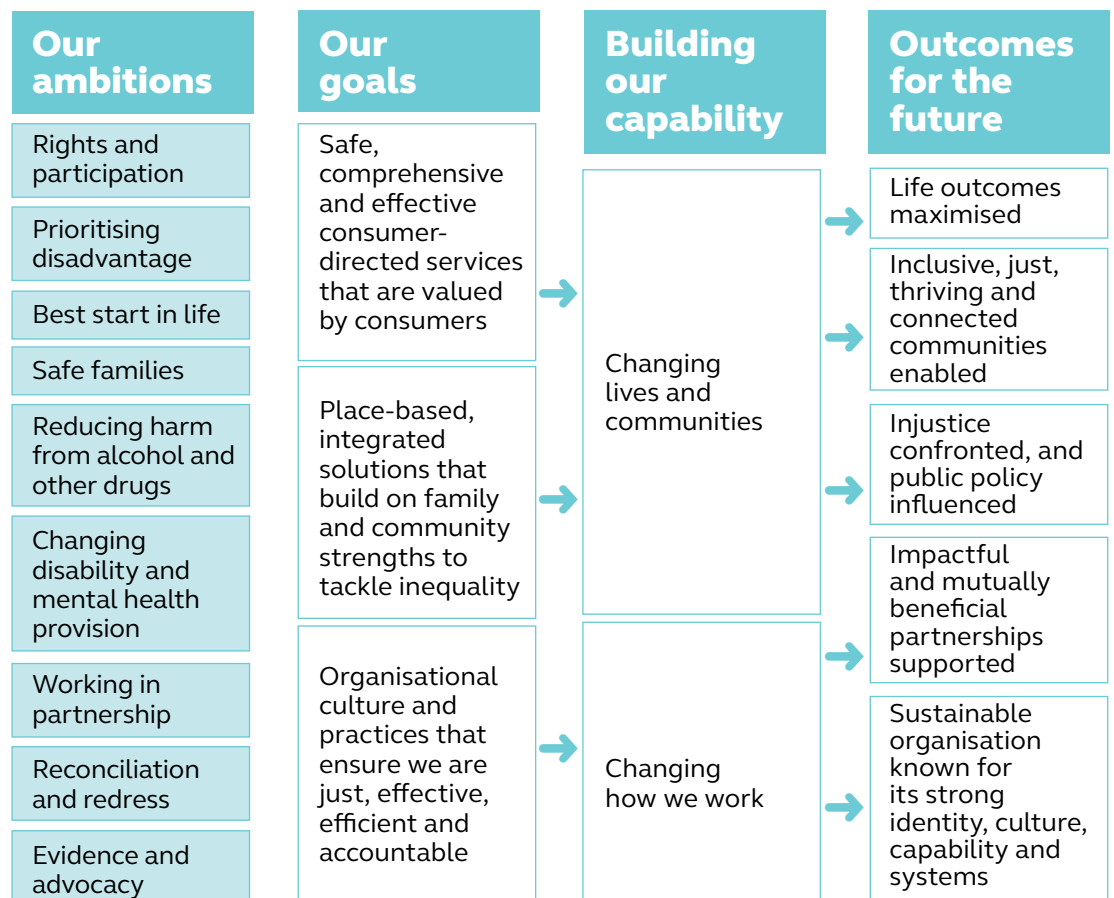 Our
ambitions
Rights and
participation
Prioritising
disadvantage
Best start in life
Safe families
Reducing harm
from alcohol and
other drugs
Changing
disability and
mental health
provision
Working in
partnership
Reconciliation
and redress
Evidence and
advocacy
Our
goals
Safe,
comprehensive
and effective
consumer-
directed services
that are valued
by consumers
Place-based,
integrated
solutions that
build on family
and community
strengths to
tackle inequality
Organisational
culture and
practices that
ensure we are
just, effective,
efficient and
accountable
Building
our
capability
Changing
lives and
communities
Changing
how we work
Outcomes
for the
future
Life outcomes
maximised
Inclusive, just,
thriving and
connected
communities
enabled
Injustice
confronted, and
public policy
influenced
Impactful
and mutually
beneficial
partnerships
supported
Sustainable
organisation
known for
its strong
identity, culture,
capability and
systems